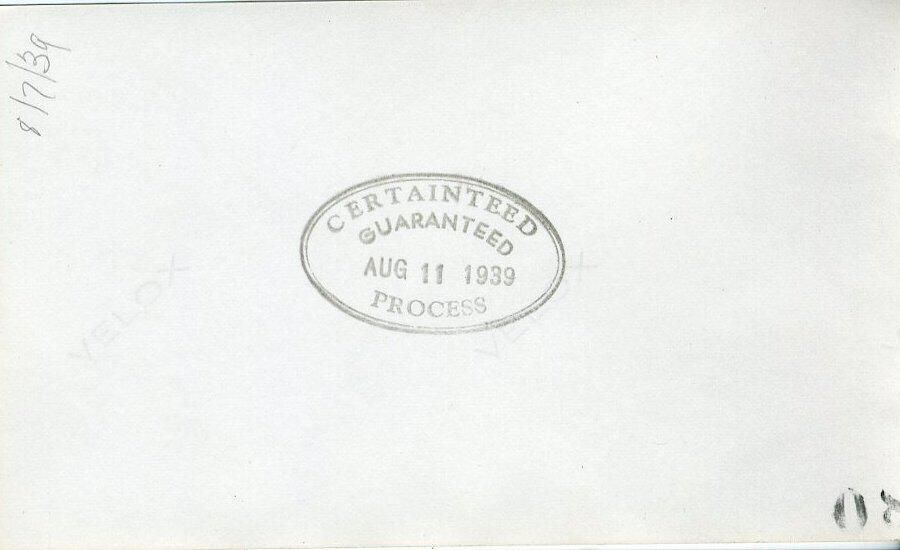 8/7/39
CERTAINTEED
GUARANTEED
AUG 11 1939
PROCESS
VELOX
VELOX